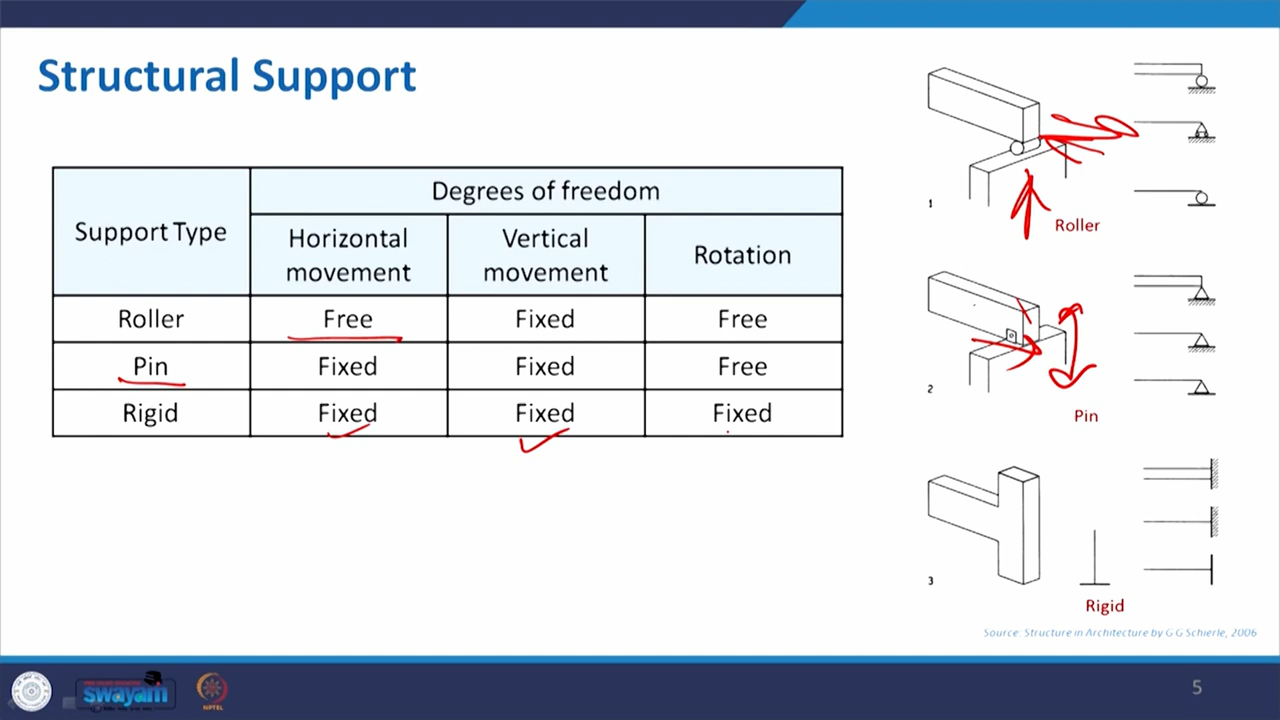 Structural Support
Support Type
Degrees of freedom
Horizontal movement
Vertical movement
Rotation
Roller Free Fixed Free
Pin Fixed Fixed Free
Rigid Fixed Fixed Fixed
1
Roller
2
Pin
3
Rigid
Source: Structure in Architecture by G G Schierle, 2006
swayam
NPTEL
5